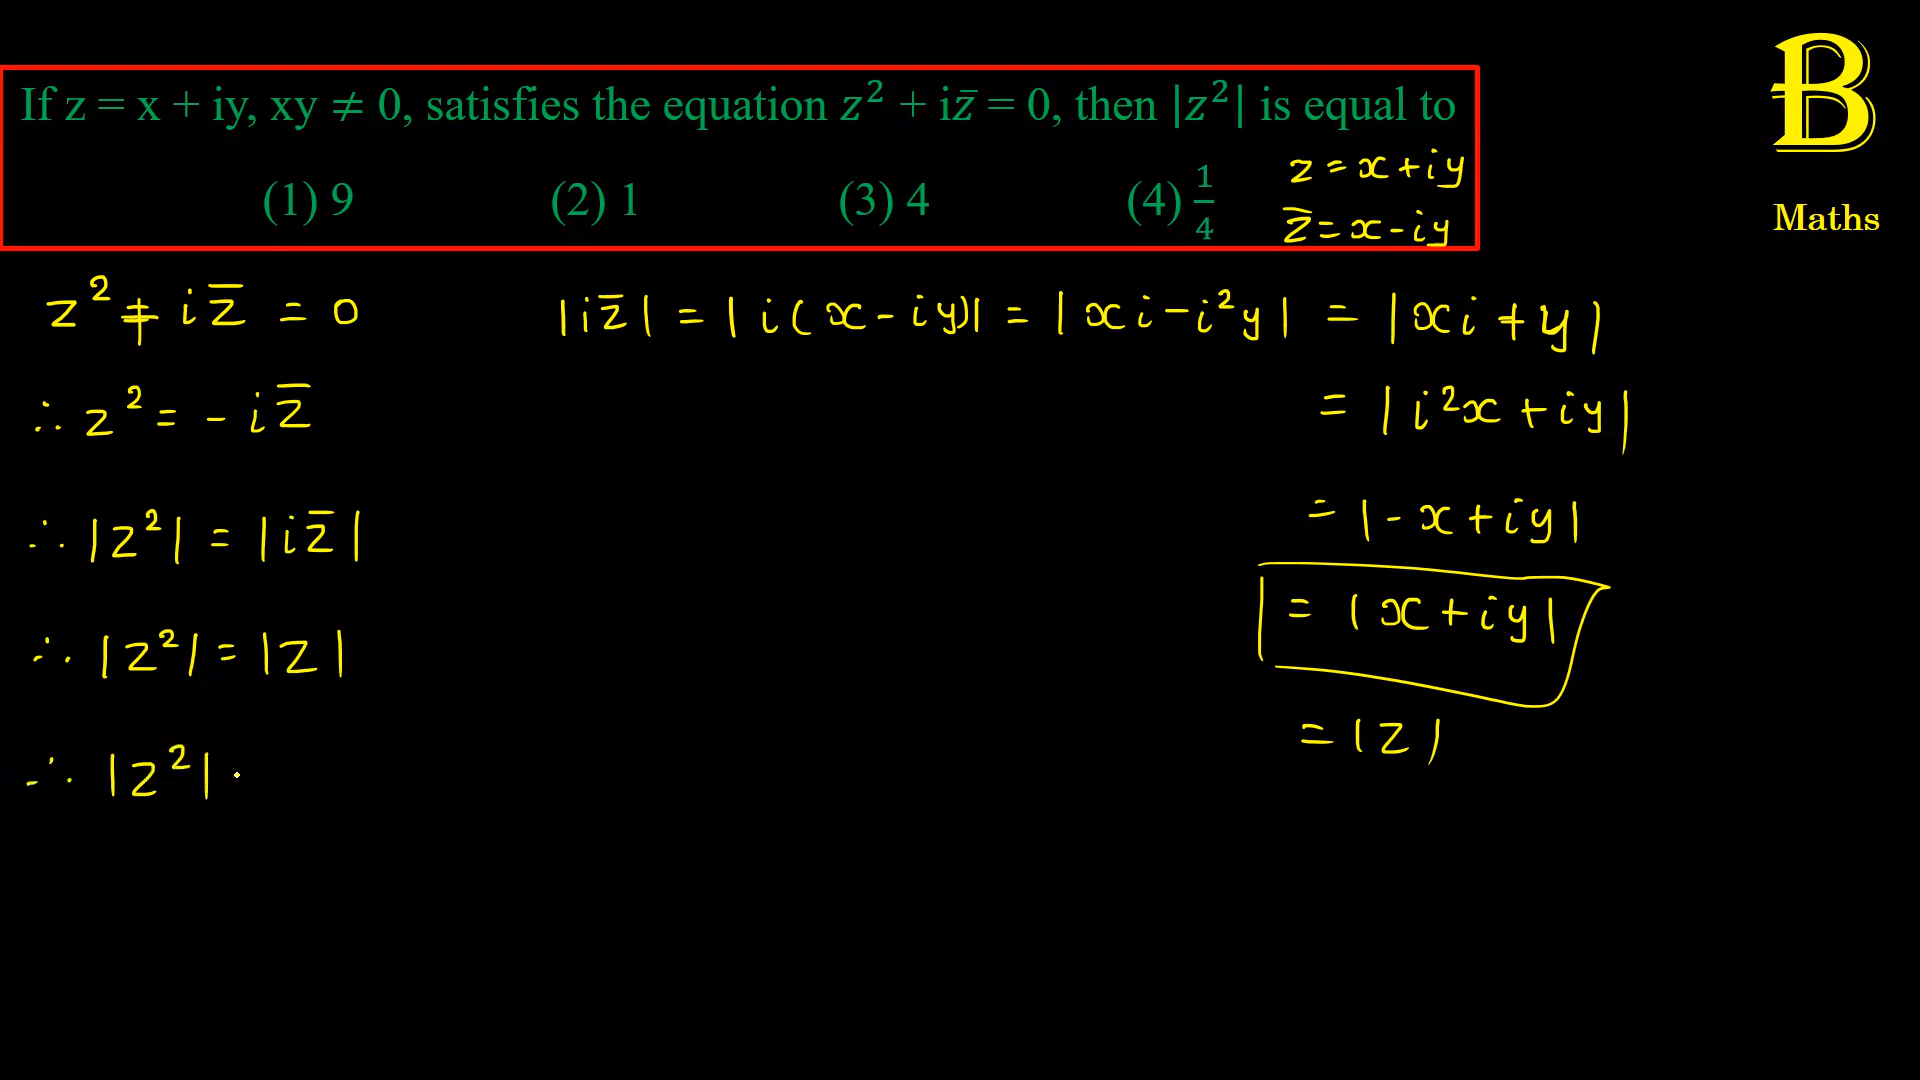 If z = x + iy, xy ≠ 0, satisfies the equation z² + iz̄ = 0, then |z²| is equal to
(1) 9 (2) 1 (3) 4 (4) 1/4
z = x + iy
z̄ = x - iy
B
Maths
z² + iz̄ = 0
∴ z² = - iz̄
∴ |z²| = |iz̄|
∴ |z²| = |z|
∴ |z²| ·
|iz̄| = |i(x - iy)| = |xi - i²y| = |xi + y|
= |i²x + iy|
= |-x + iy|
= |x + iy|
= |z|